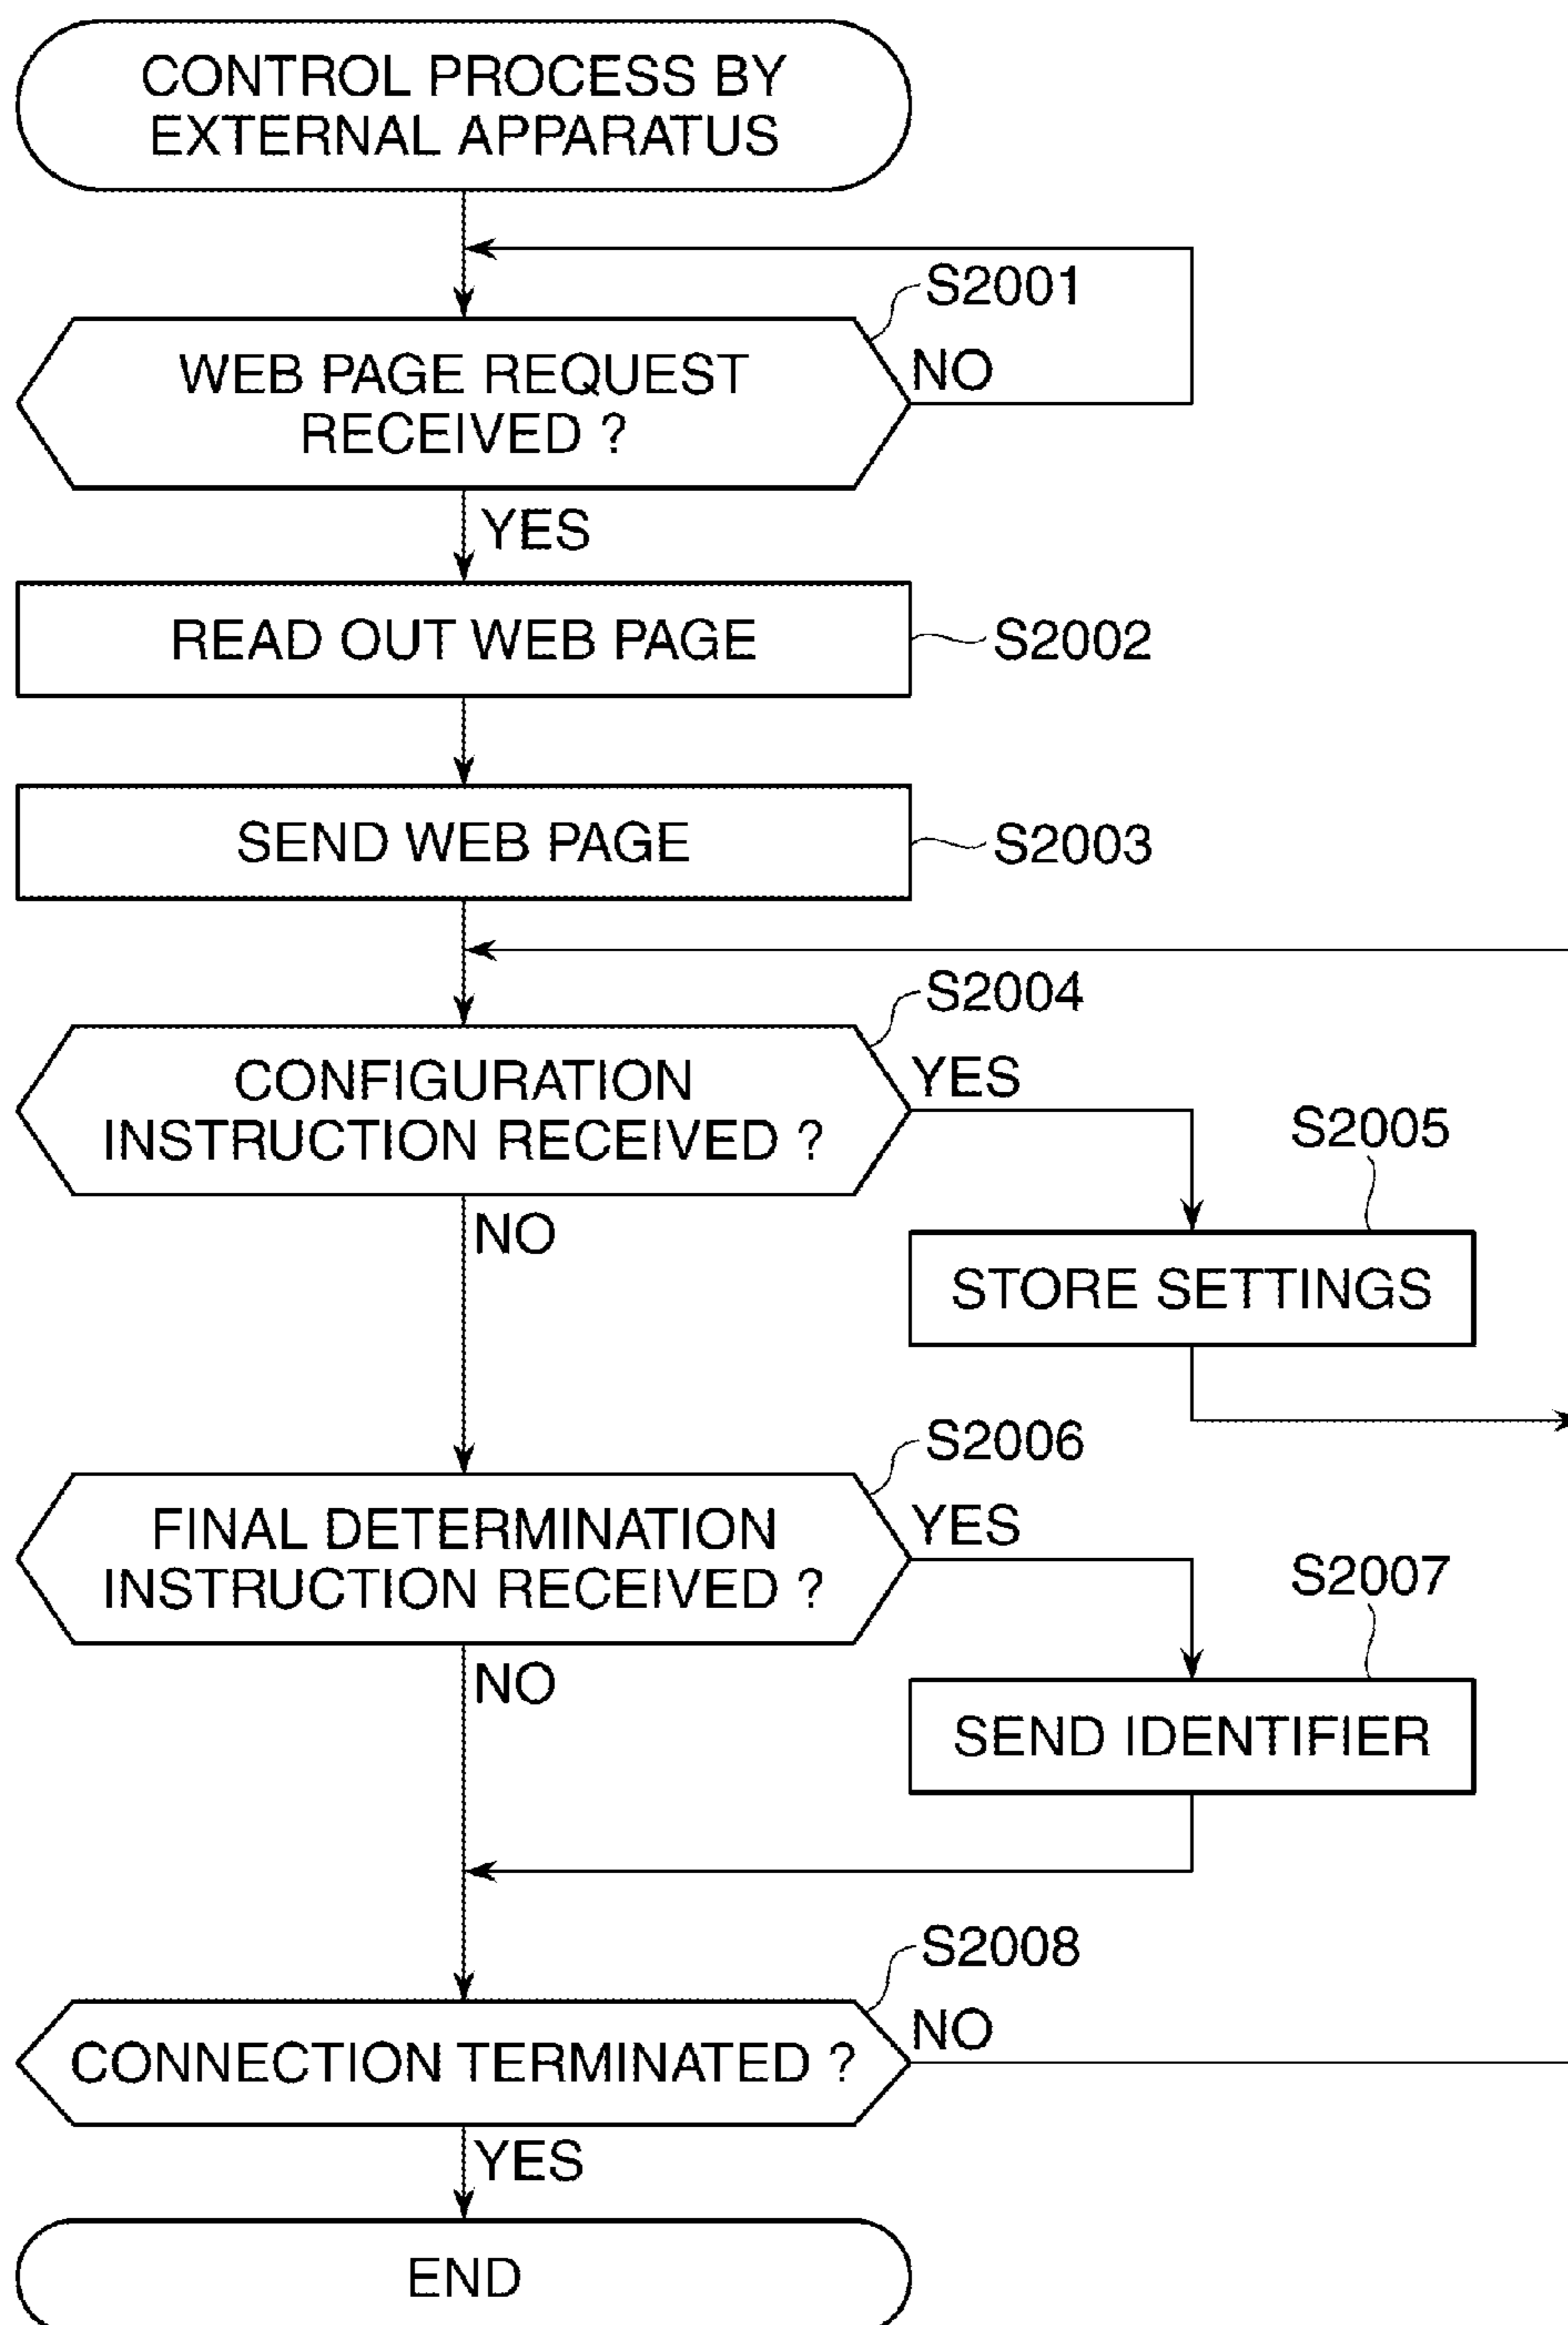 CONTROL PROCESS BY
EXTERNAL APPARATUS
S2001
WEB PAGE REQUEST
RECEIVED ?
NO
YES
READ OUT WEB PAGE
S2002
SEND WEB PAGE
S2003
S2004
CONFIGURATION
INSTRUCTION RECEIVED ?
YES
NO
S2005
STORE SETTINGS
S2006
FINAL DETERMINATION
INSTRUCTION RECEIVED ?
YES
NO
S2007
SEND IDENTIFIER
S2008
CONNECTION TERMINATED ?
NO
YES
END